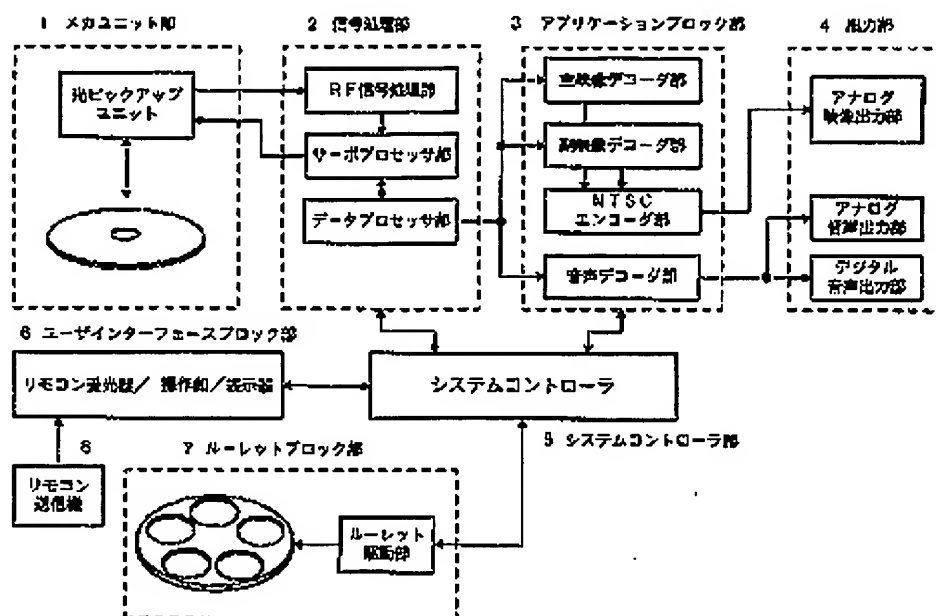 1 メカユニット部
2 信号処理部
3 アプリケーションブロック部
4 出力部
光ピックアップ
ユニット
RF信号処理部
サーボプロセッサ部
データプロセッサ部
主映像デコーダ部
副映像デコーダ部
NTSC
エンコーダ部
音声デコーダ部
アナログ
映像出力部
アナログ
音声出力部
デジタル
音声出力部
6 ユーザインターフェースブロック部
リモコン受光器/ 操作部/表示器
システムコントローラ
5 システムコントローラ部
8
リモコン
送信機
7 ルーレットブロック部
ルーレット
駆動部